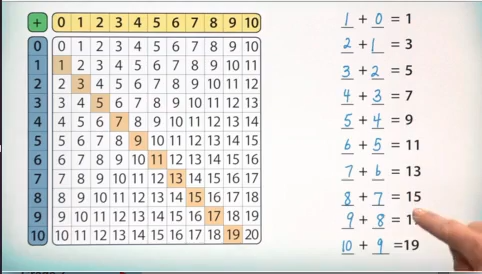 + 0 1 2 3 4 5 6 7 8 9 10
0 0 1 2 3 4 5 6 7 8 9 10
1 1 2 3 4 5 6 7 8 9 10 11
2 2 3 4 5 6 7 8 9 10 11 12
3 3 4 5 6 7 8 9 10 11 12 13
4 4 5 6 7 8 9 10 11 12 13 14
5 5 6 7 8 9 10 11 12 13 14 15
6 6 7 8 9 10 11 12 13 14 15 16
7 7 8 9 10 11 12 13 14 15 16 17
8 8 9 10 11 12 13 14 15 16 17 18
9 9 10 11 12 13 14 15 16 17 18 19
10 10 11 12 13 14 15 16 17 18 19 20
1 + 0 = 1
2 + 1 = 3
3 + 2 = 5
4 + 3 = 7
5 + 4 = 9
6 + 5 = 11
7 + 6 = 13
8 + 7 = 15
9 + 8 = 1
10 + 9 =19